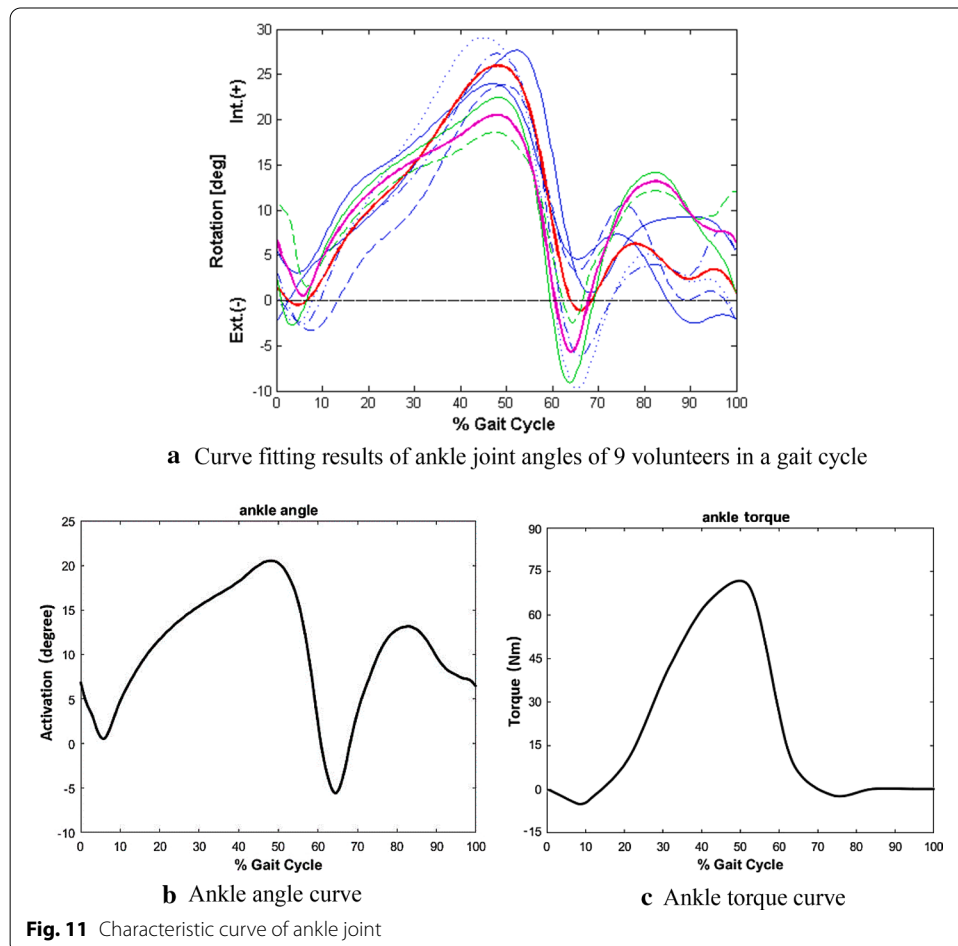 30
25
20
15
10
5
0
-5
-10
Ext.(-) Int.(+)
Rotation [deg]
0 10 20 30 40 50 60 70 80 90 100
% Gait Cycle
a Curve fitting results of ankle joint angles of 9 volunteers in a gait cycle
ankle angle
25
20
15
10
5
0
-5
-10
Activation (degree)
0 10 20 30 40 50 60 70 80 90 100
% Gait Cycle
b Ankle angle curve
ankle torque
90
75
60
45
30
15
0
-15
Torque (Nm)
0 10 20 30 40 50 60 70 80 90 100
% Gait Cycle
c Ankle torque curve
Fig. 11 Characteristic curve of ankle joint